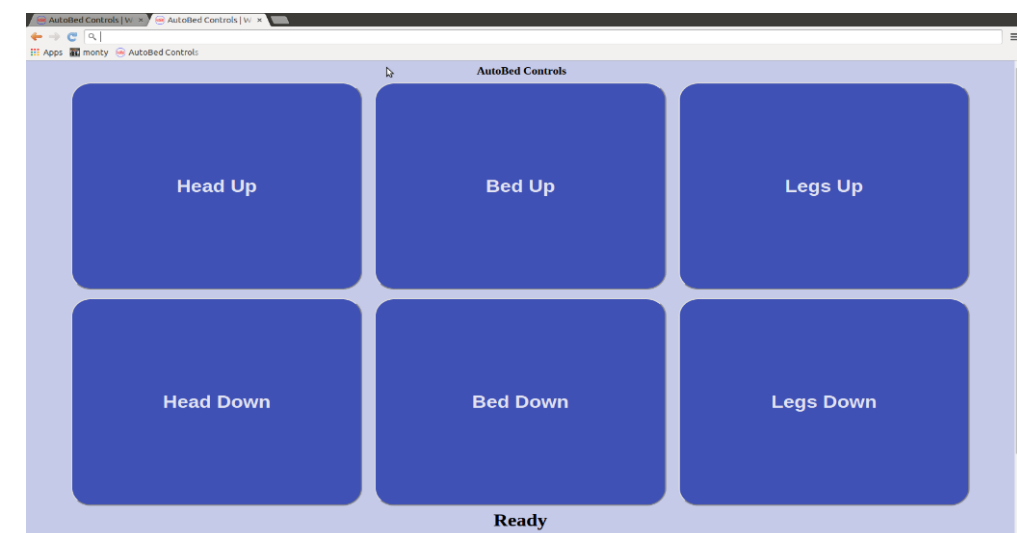 AutoBed Controls | W × AutoBed Controls | W ×
Apps monty AutoBed Controls
AutoBed Controls
Head Up Bed Up Legs Up
Head Down Bed Down Legs Down
Ready